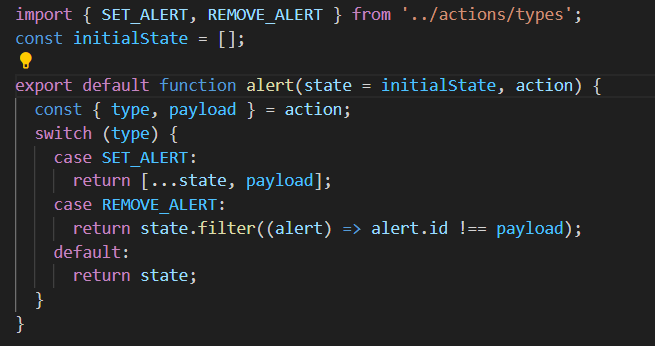 import { SET_ALERT, REMOVE_ALERT } from '../actions/types';
const initialState = [];
export default function alert(state = initialState, action) {
  const { type, payload } = action;
  switch (type) {
    case SET_ALERT:
      return [...state, payload];
    case REMOVE_ALERT:
      return state.filter((alert) => alert.id !== payload);
    default:
      return state;
  }
}